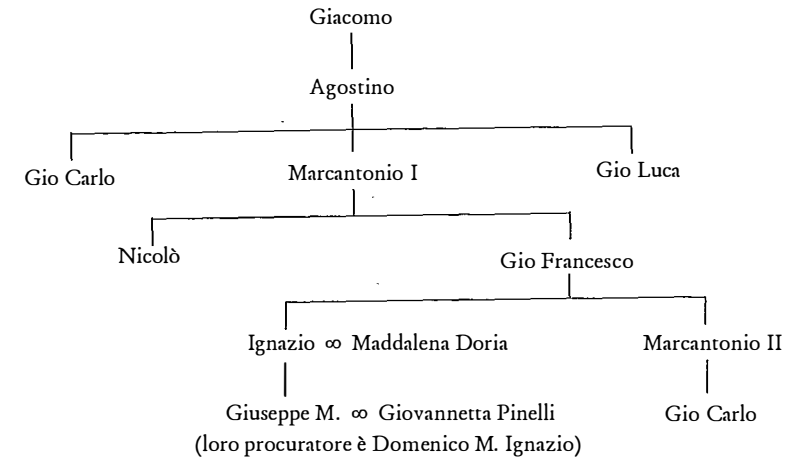 Giacomo
Agostino
Gio Carlo Marcantonio I Gio Luca
Nicolò Gio Francesco
Ignazio ∞ Maddalena Doria Marcantonio II
Giuseppe M. ∞ Giovannetta Pinelli Gio Carlo
(loro procuratore è Domenico M. Ignazio)